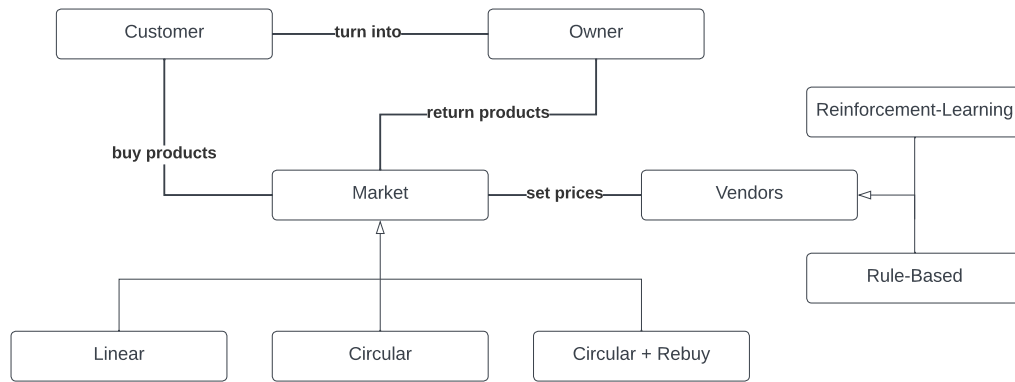 Customer
turn into
Owner
return products
Reinforcement-Learning
buy products
Market
set prices
Vendors
Rule-Based
Linear
Circular
Circular + Rebuy